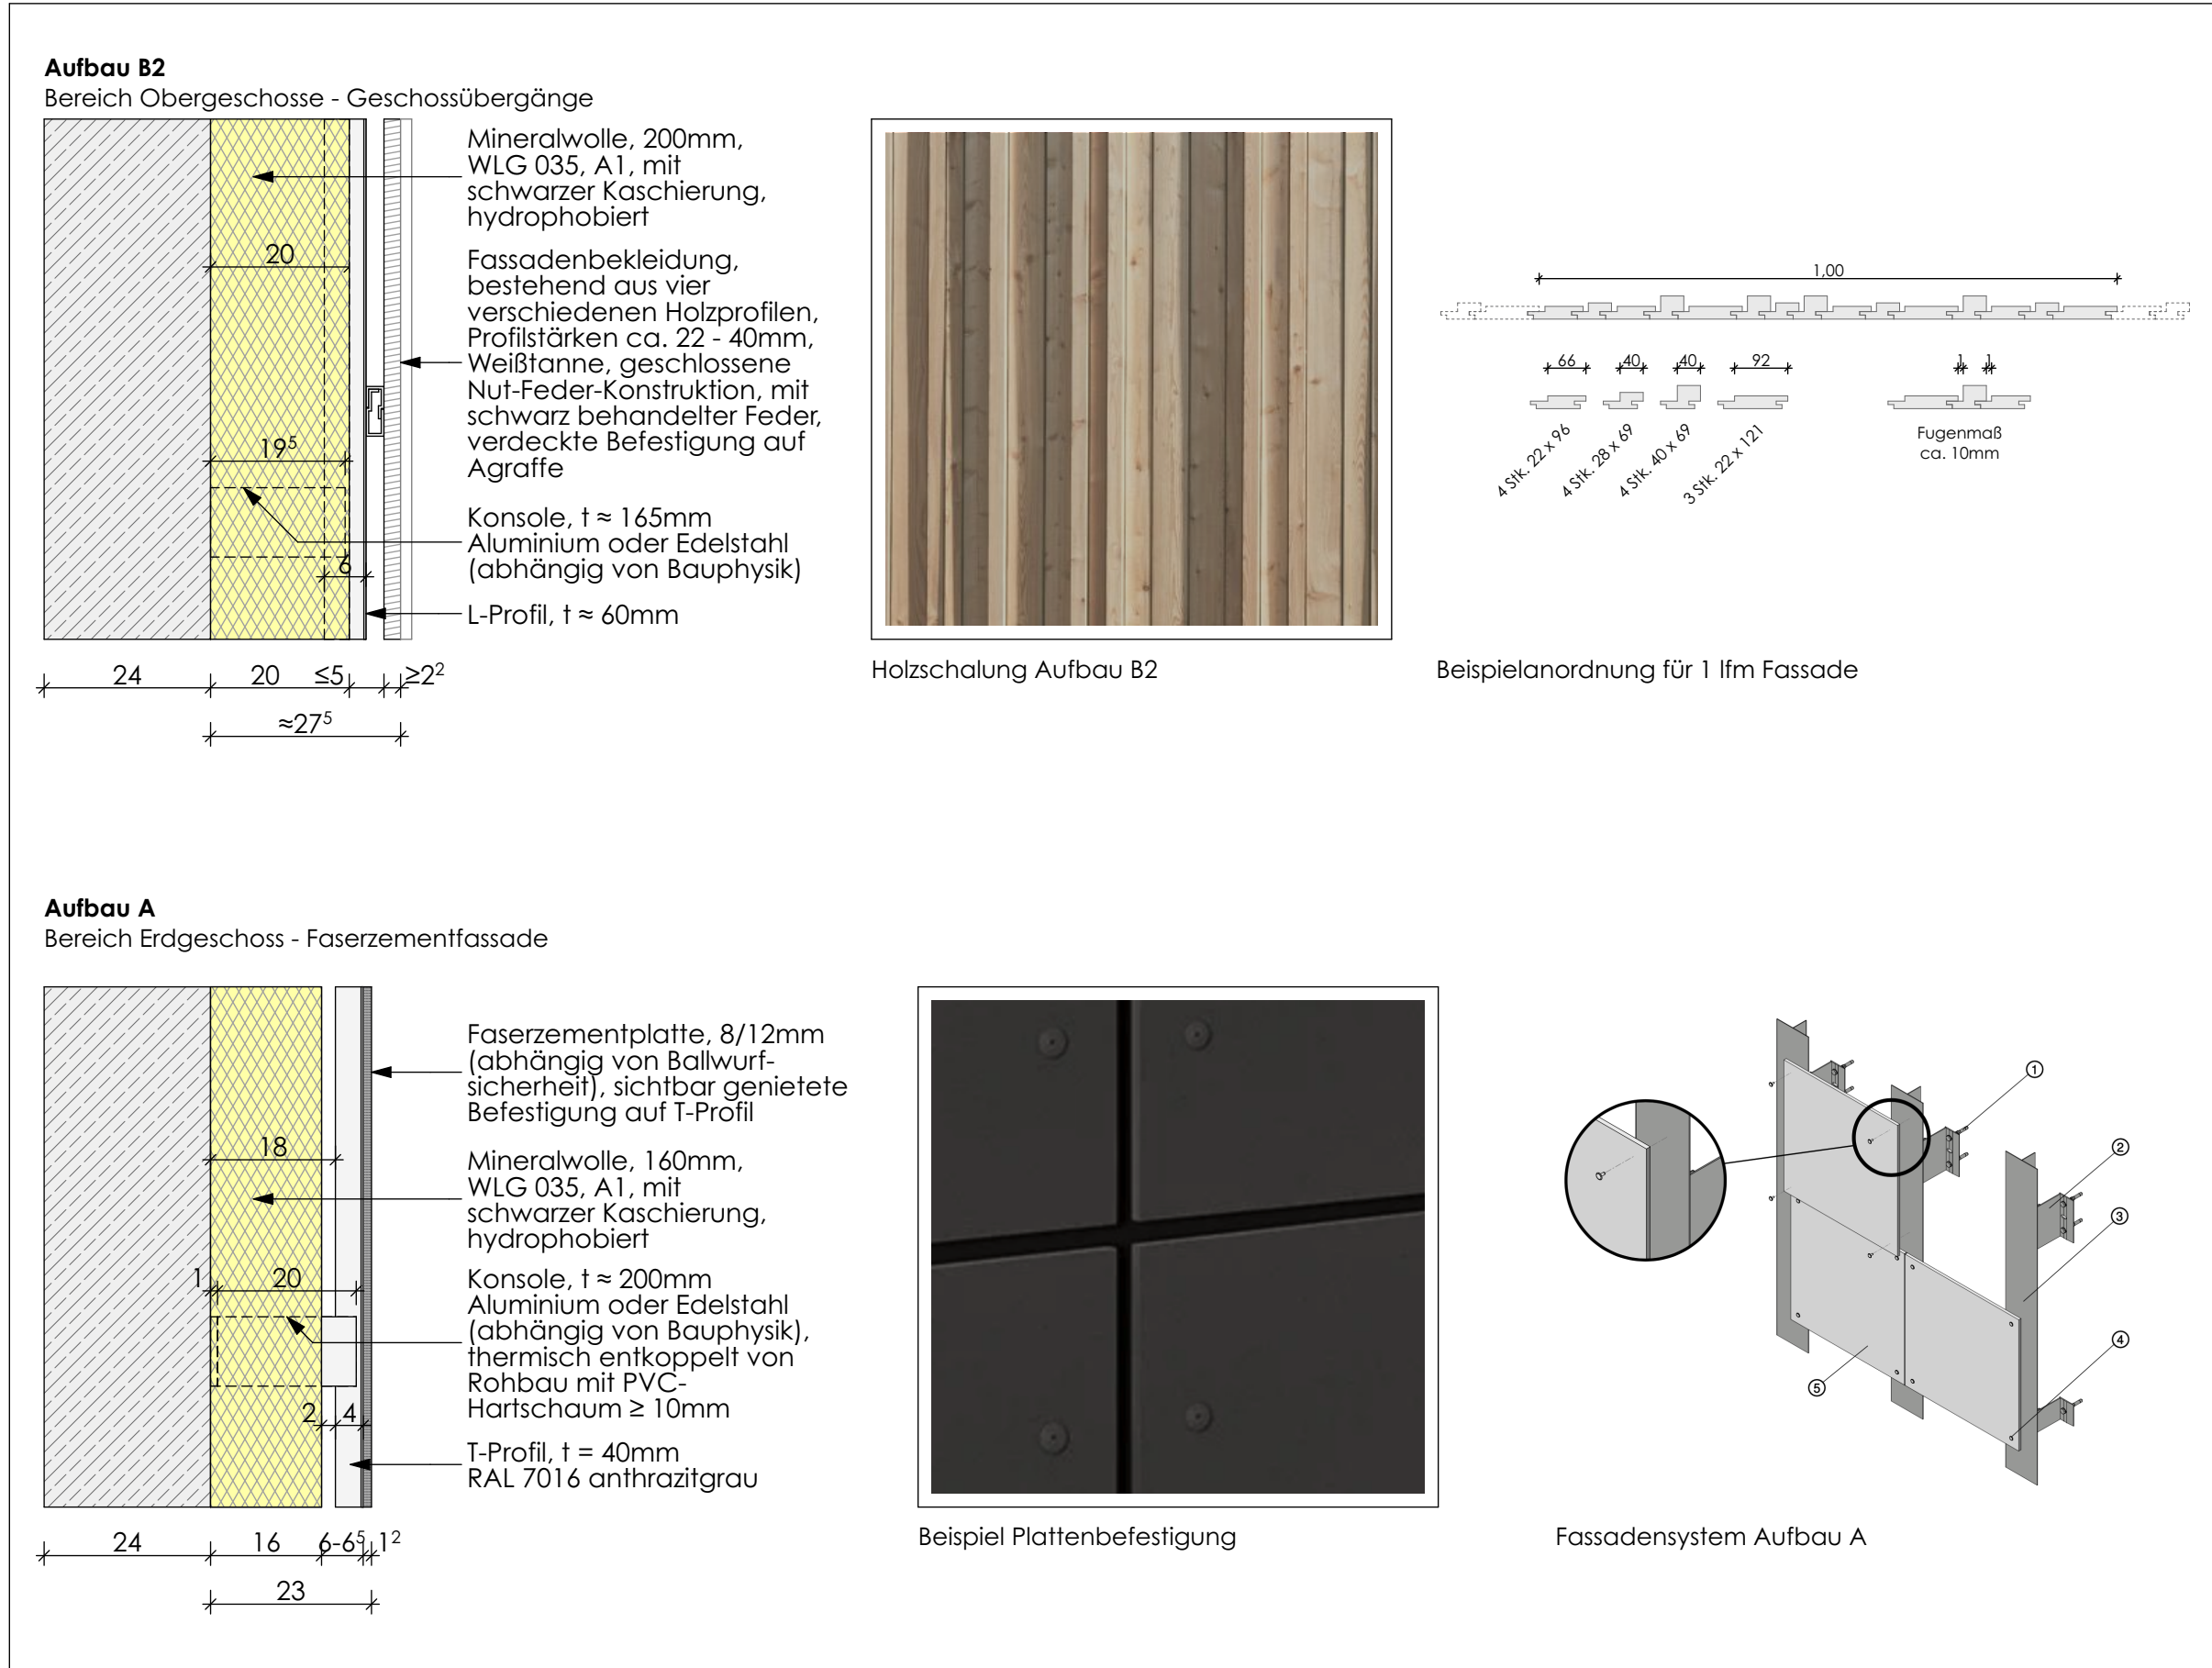 Aufbau B2
Bereich Obergeschosse - Geschossübergänge
Mineralwolle, 200mm,
WLG 035, A1, mit
schwarzer Kaschierung,
hydrophobiert
20
Fassadenbekleidung,
bestehend aus vier
verschiedenen Holzprofilen,
Profilstärken ca. 22 - 40mm,
Weißtanne, geschlossene
Nut-Feder-Konstruktion, mit
schwarz behandelter Feder,
verdeckte Befestigung auf
Agraffe
19⁵
Konsole, t ≈ 165mm
Aluminium oder Edelstahl
(abhängig von Bauphysik)
6
L-Profil, t ≈ 60mm
24 20 ≤5 ≥2²
≈27⁵
Holzschalung Aufbau B2
1,00
66 40 40 92 1 1
4 Stk. 22 x 96
4 Stk. 28 x 69
4 Stk. 40 x 69
3 Stk. 22 x 121
Fugenmaß
ca. 10mm
Beispielanordnung für 1 lfm Fassade
Aufbau A
Bereich Erdgeschoss - Faserzementfassade
Faserzementplatte, 8/12mm
(abhängig von Ballwurf-
sicherheit), sichtbar genietete
Befestigung auf T-Profil
18
Mineralwolle, 160mm,
WLG 035, A1, mit
schwarzer Kaschierung,
hydrophobiert
1 20
Konsole, t ≈ 200mm
Aluminium oder Edelstahl
(abhängig von Bauphysik),
thermisch entkoppelt von
Rohbau mit PVC-
Hartschaum ≥ 10mm
2 4
T-Profil, t = 40mm
RAL 7016 anthrazitgrau
24 16 6-6⁵ 1²
23
Beispiel Plattenbefestigung
①
②
③
④
⑤
Fassadensystem Aufbau A